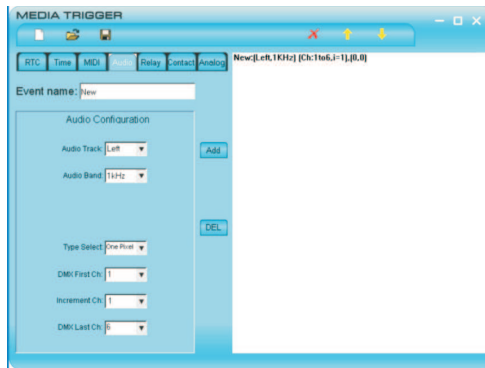 MEDIA TRIGGER
RTC Time MIDI Audio Relay Contact Analog
New:[Left,1KHz] [Ch:1to6,i=1],[0,0]
Event name: New
Audio Configuration
Audio Track: Left
Add
Audio Band: 1kHz
DEL
Type Select: One Pixel
DMX First Ch: 1
Increment Ch: 1
DMX Last Ch: 6